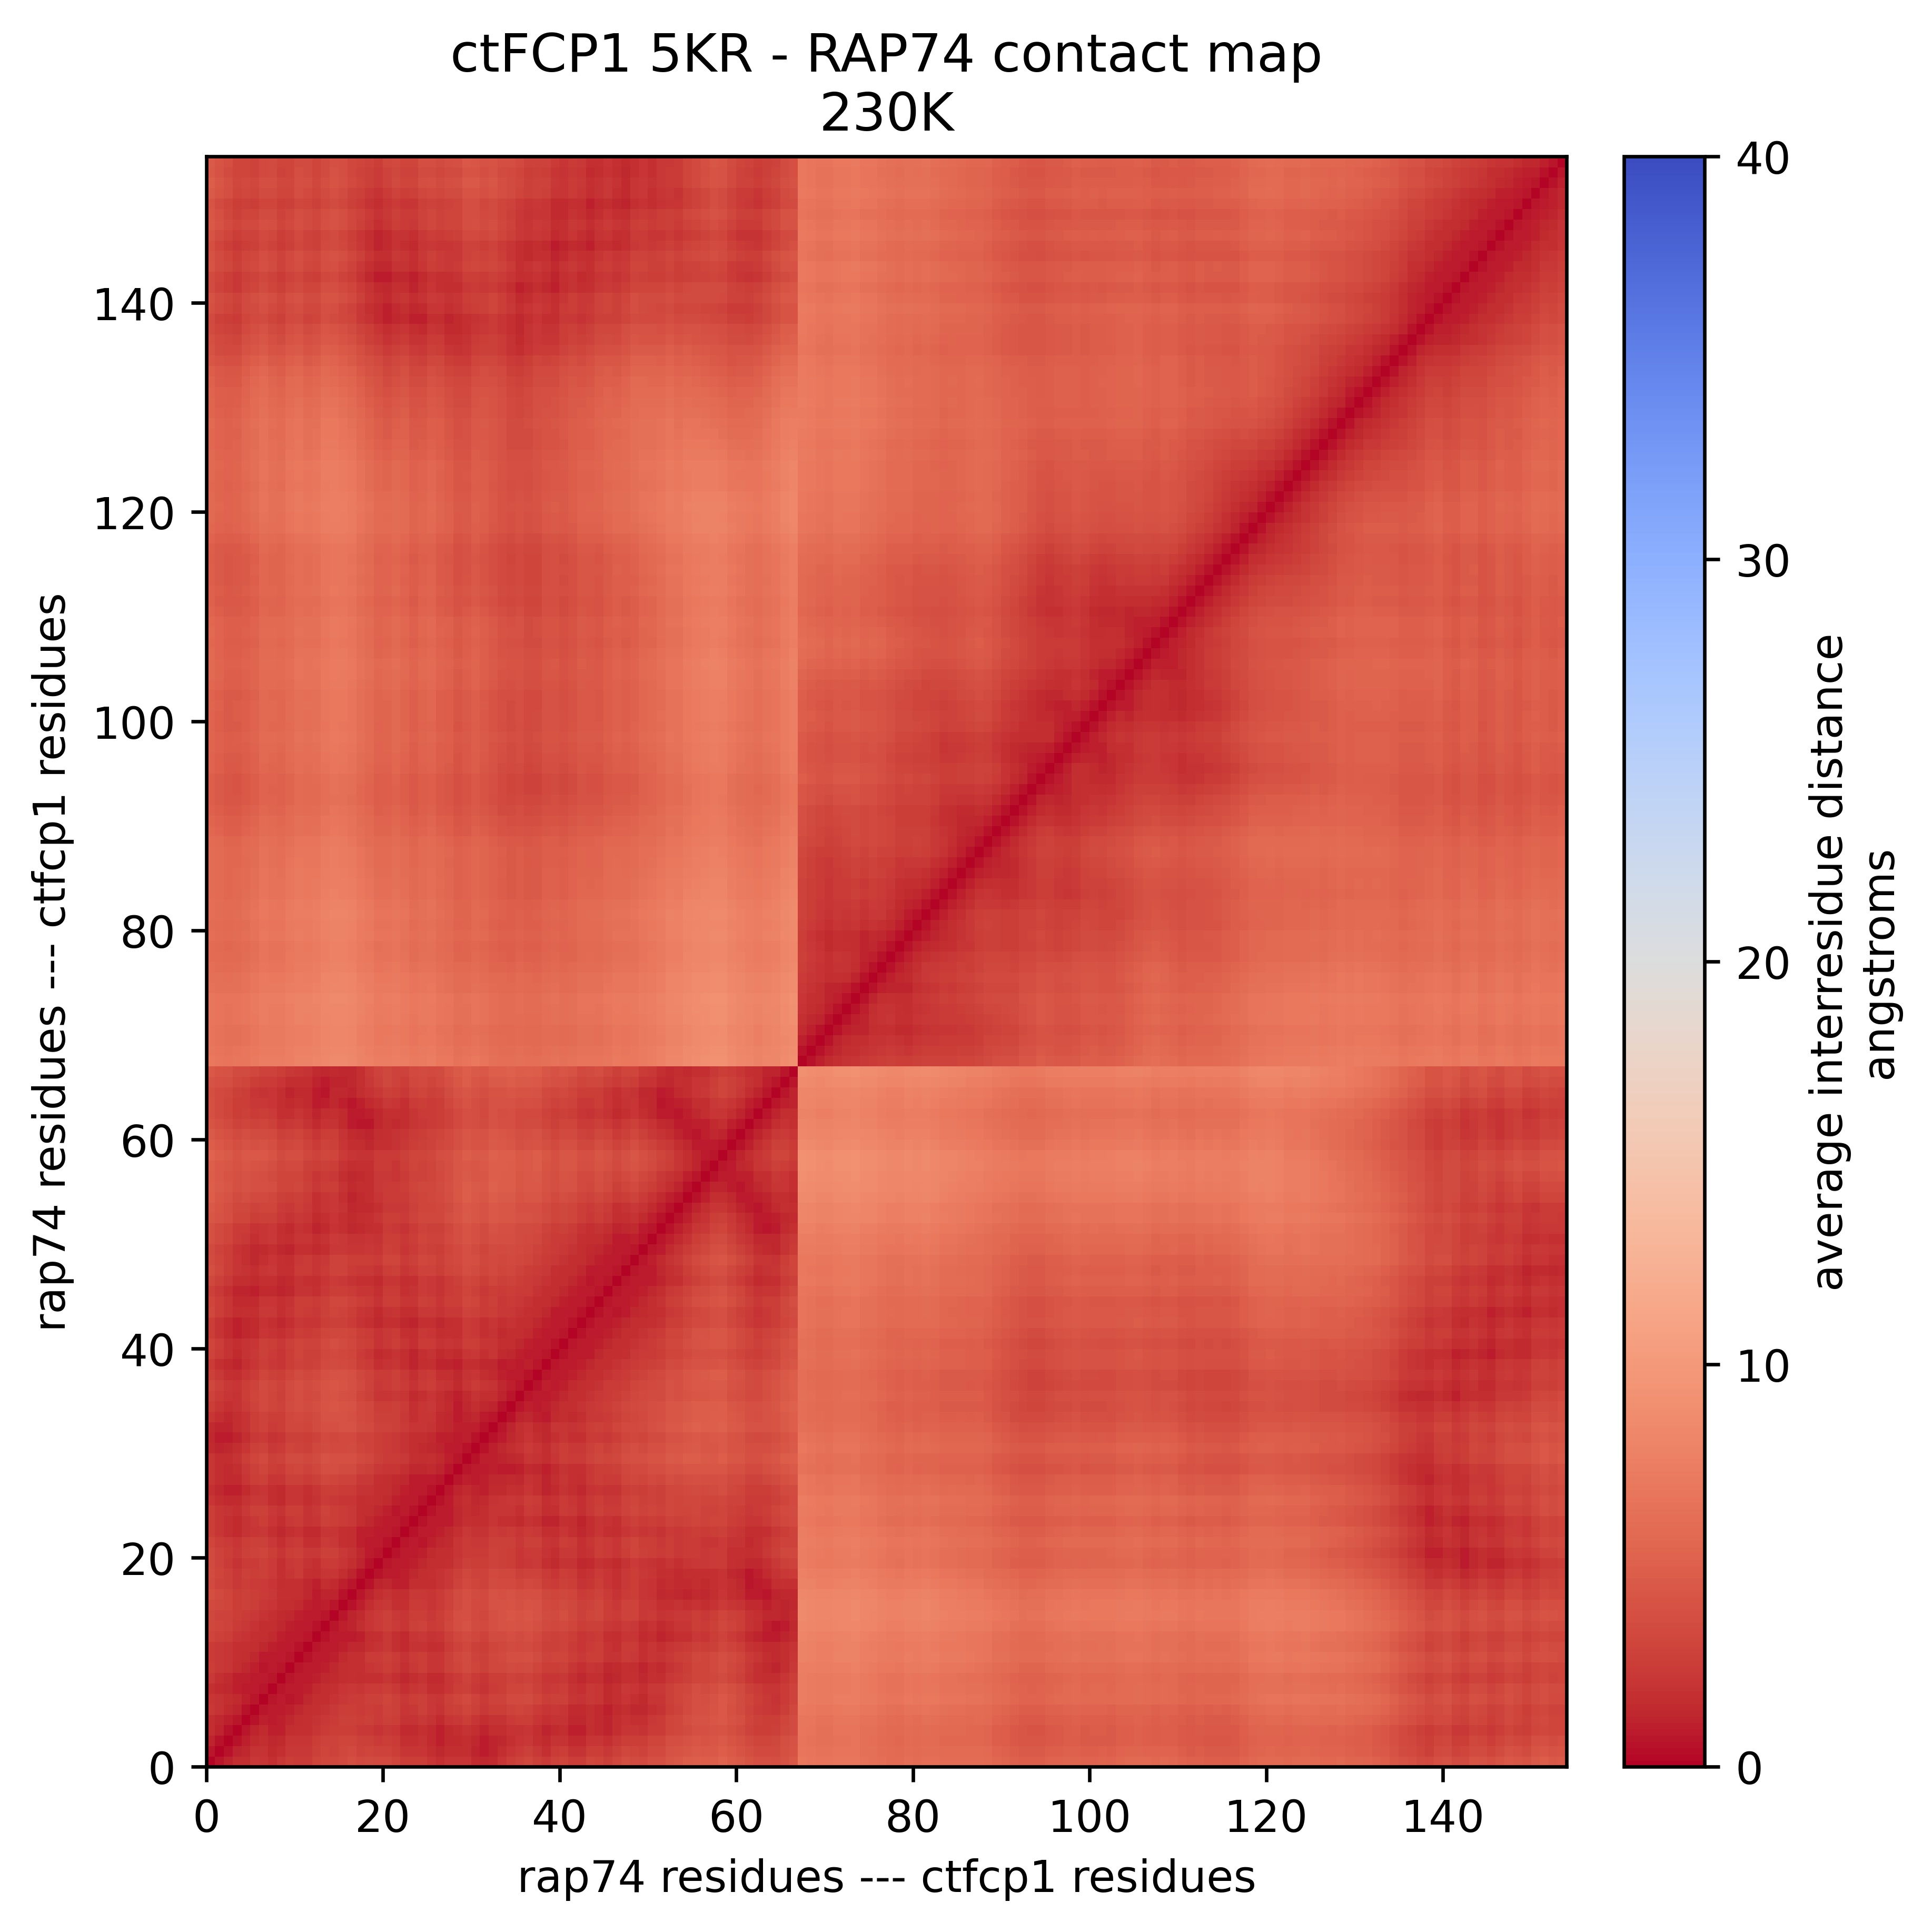 ctFCP1 5KR - RAP74 contact map
230K
rap74 residues --- ctfcp1 residues
140
120
100
80
60
40
20
0
0 20 40 60 80 100 120 140
rap74 residues --- ctfcp1 residues
40
30
20
10
0
average interresidue distance
angstroms